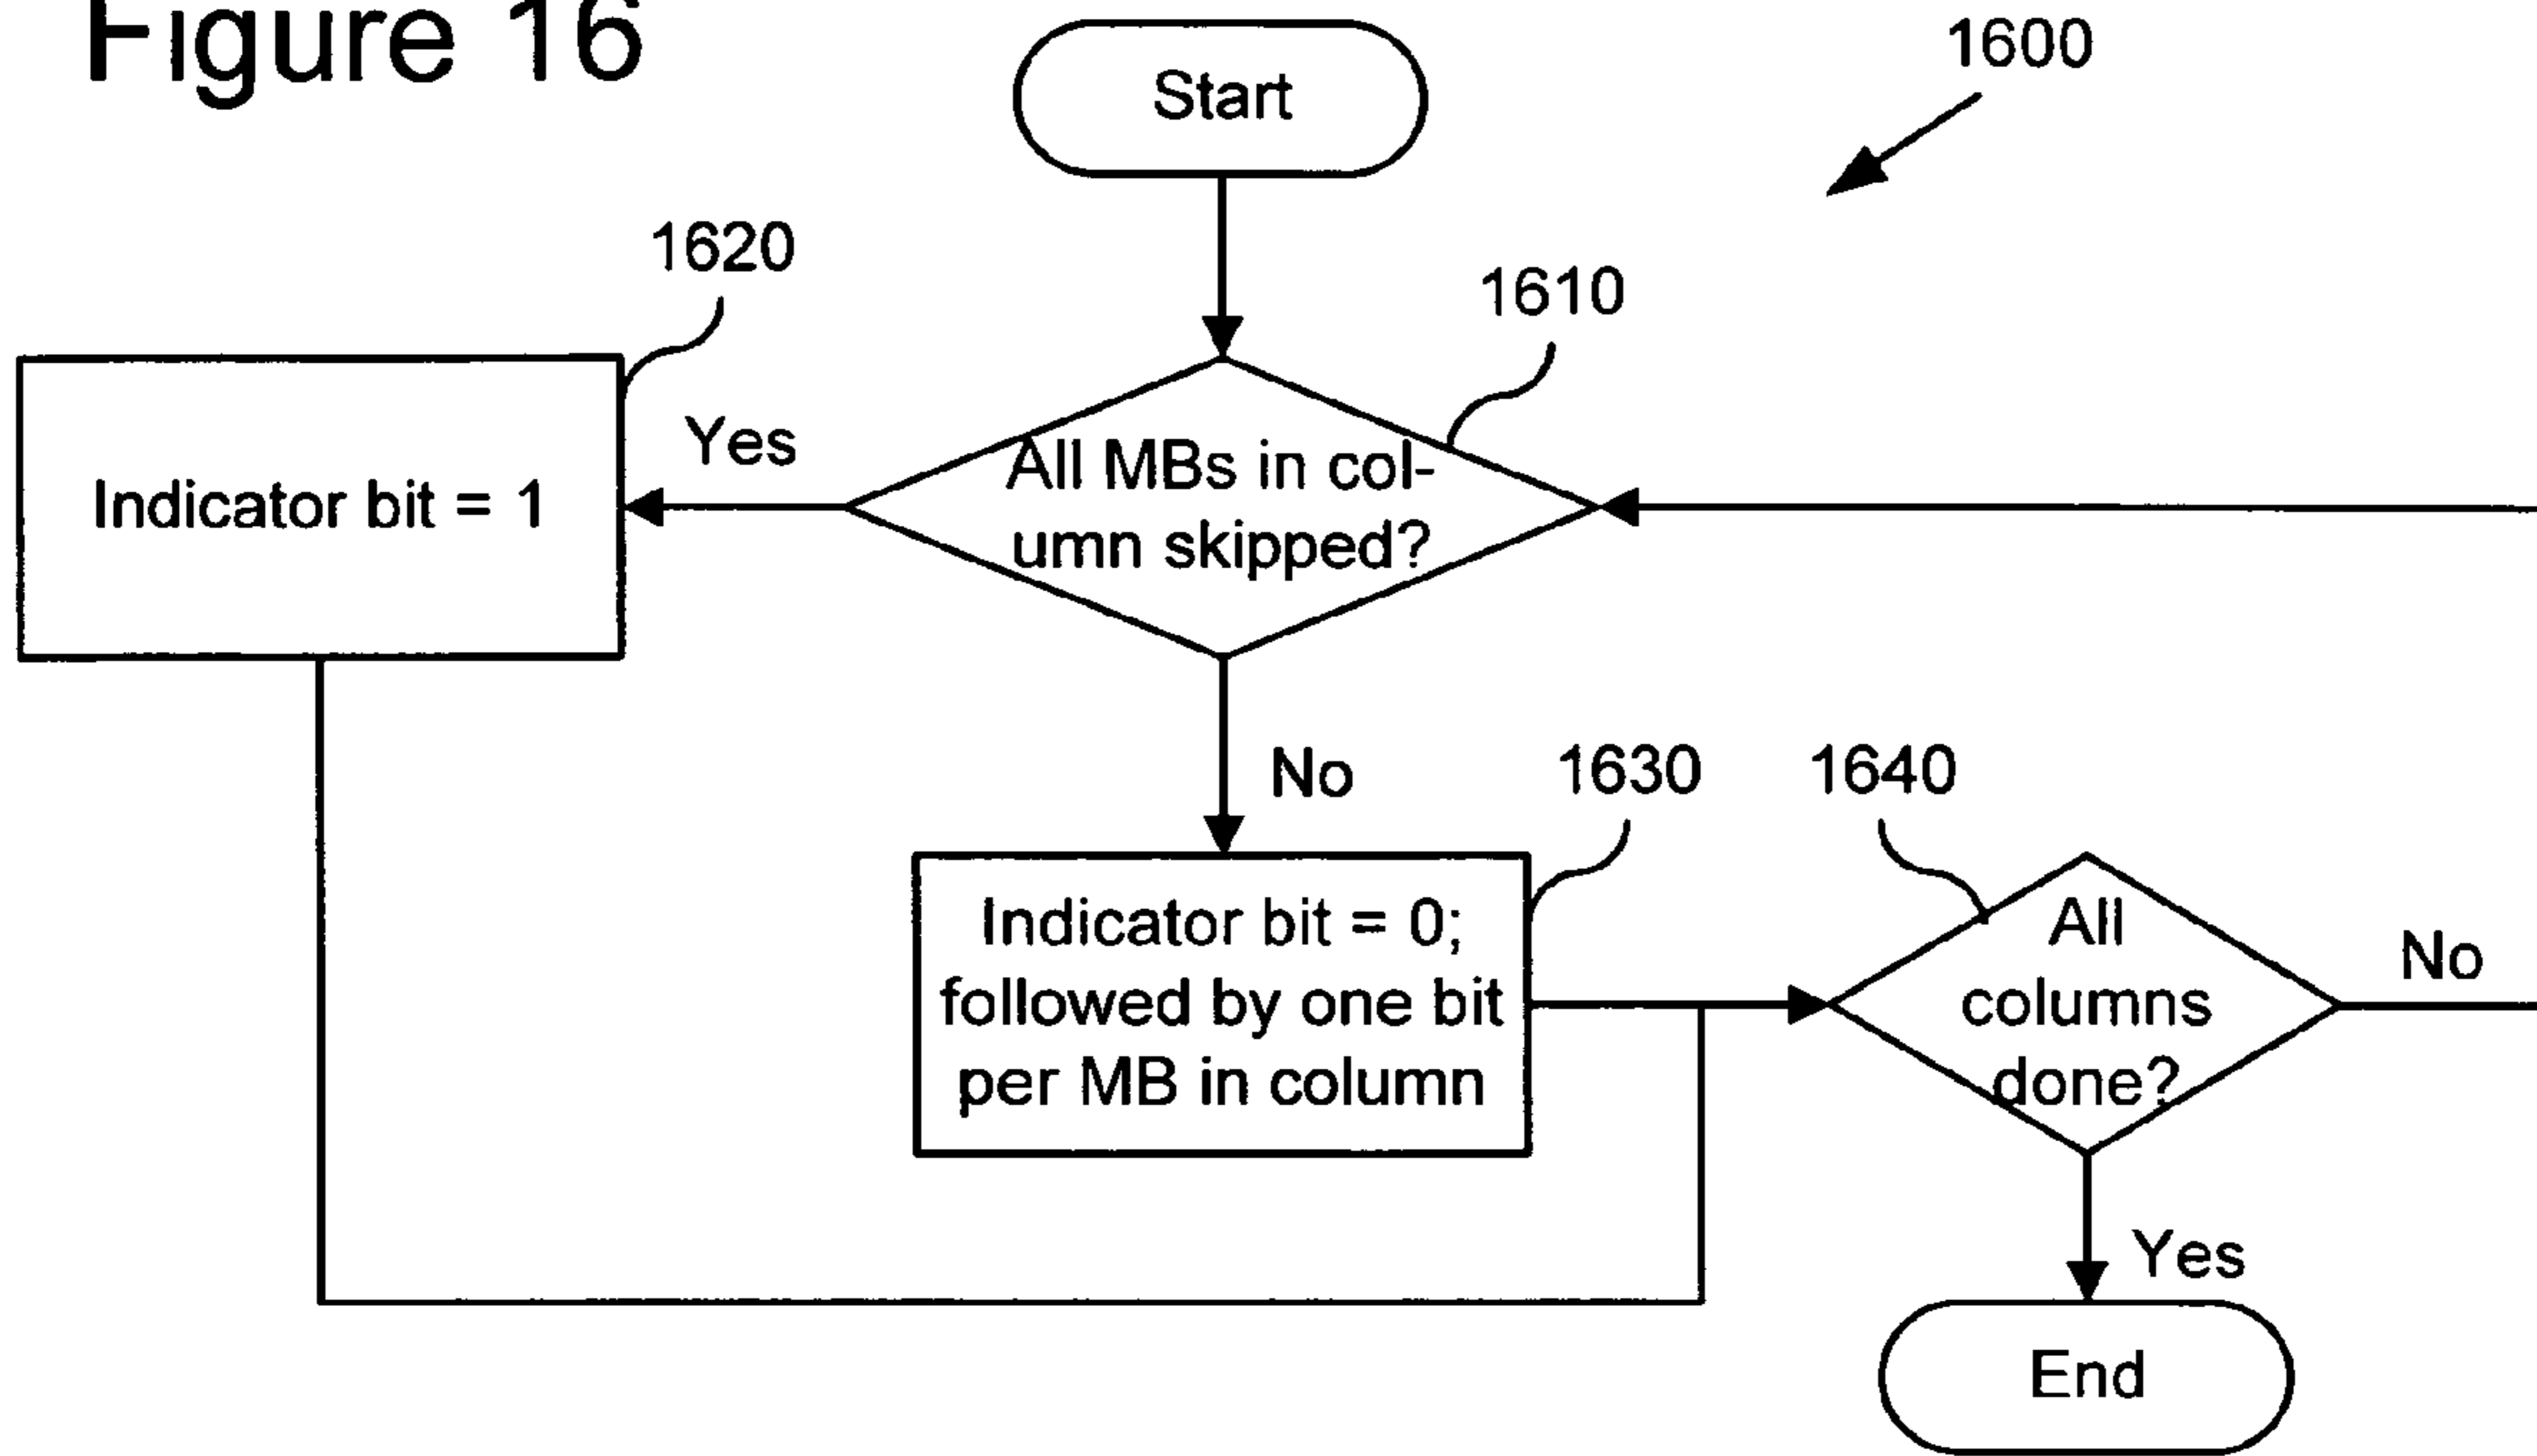 Figure 16
Start
1600
1620
1610
Yes
All MBs in col-
umn skipped?
Indicator bit = 1
No
1630
1640
Indicator bit = 0;
followed by one bit
per MB in column
All
columns
done?
No
Yes
End